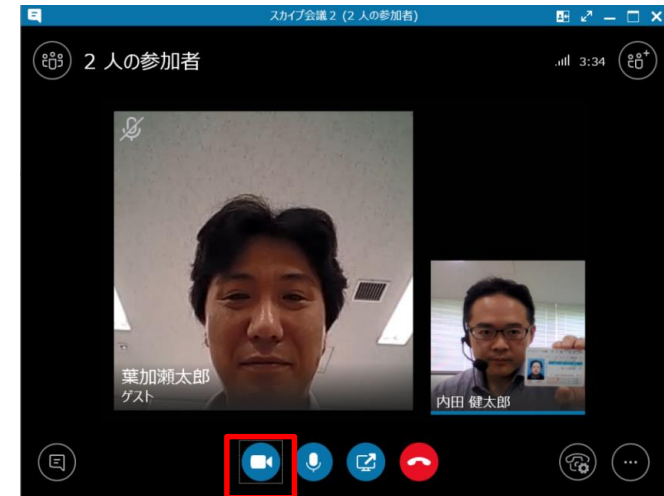 スカイプ会議 2 (2 人の参加者)
2 人の参加者
3:34
葉加瀬太郎
ゲスト
内田 健太郎